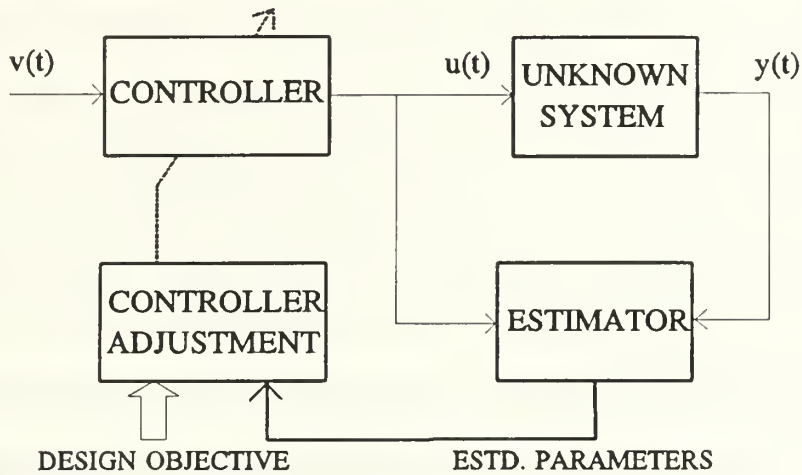 v(t)
CONTROLLER
u(t)
UNKNOWN
SYSTEM
y(t)
CONTROLLER
ADJUSTMENT
ESTIMATOR
DESIGN OBJECTIVE
ESTD. PARAMETERS